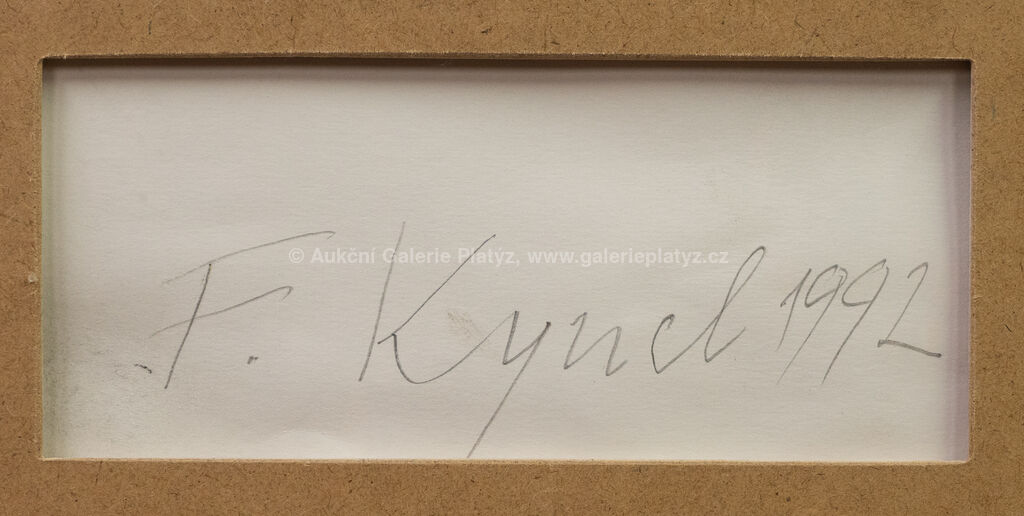 © Aukční Galerie Platýz, www.galerieplatyz.cz
F. Kyncl 1992